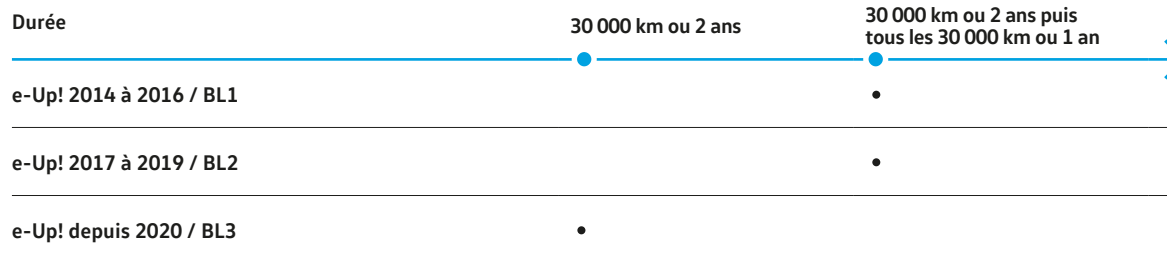 Durée
30 000 km ou 2 ans
30 000 km ou 2 ans puis
tous les 30 000 km ou 1 an
e-Up! 2014 à 2016 / BL1
e-Up! 2017 à 2019 / BL2
e-Up! depuis 2020 / BL3